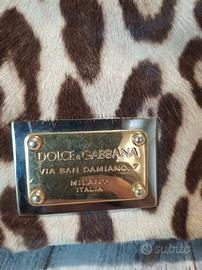 DOLCE & GABBANA
VIA SAN DAMIANO, 7
MILANO
ITALIA
subito